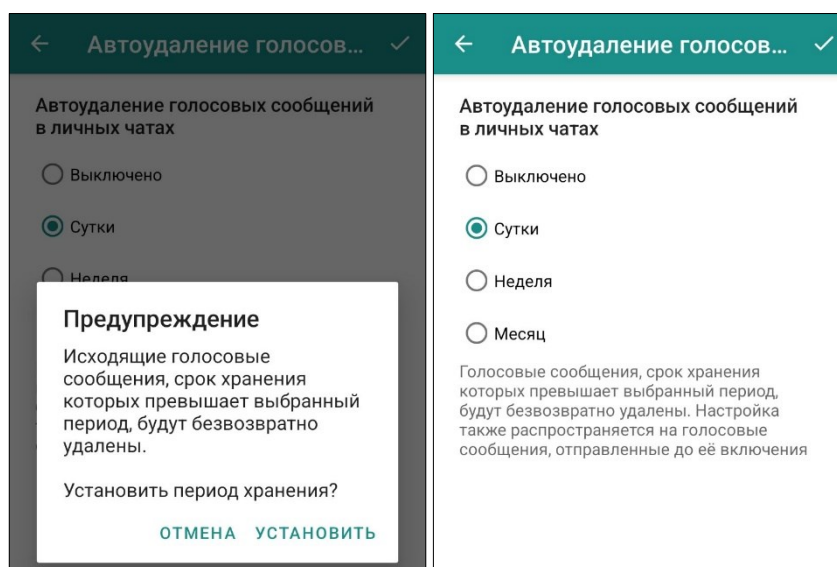 Автоудаление голосов...
Автоудаление голосовых сообщений
в личных чатах
Выключено
Сутки
Неделя
Предупреждение
Исходящие голосовые
сообщения, срок хранения
которых превышает выбранный
период, будут безвозвратно
удалены.
Установить период хранения?
ОТМЕНА УСТАНОВИТЬ
Автоудаление голосов...
Автоудаление голосовых сообщений
в личных чатах
Выключено
Сутки
Неделя
Месяц
Голосовые сообщения, срок хранения
которых превышает выбранный период,
будут безвозвратно удалены. Настройка
также распространяется на голосовые
сообщения, отправленные до её включения